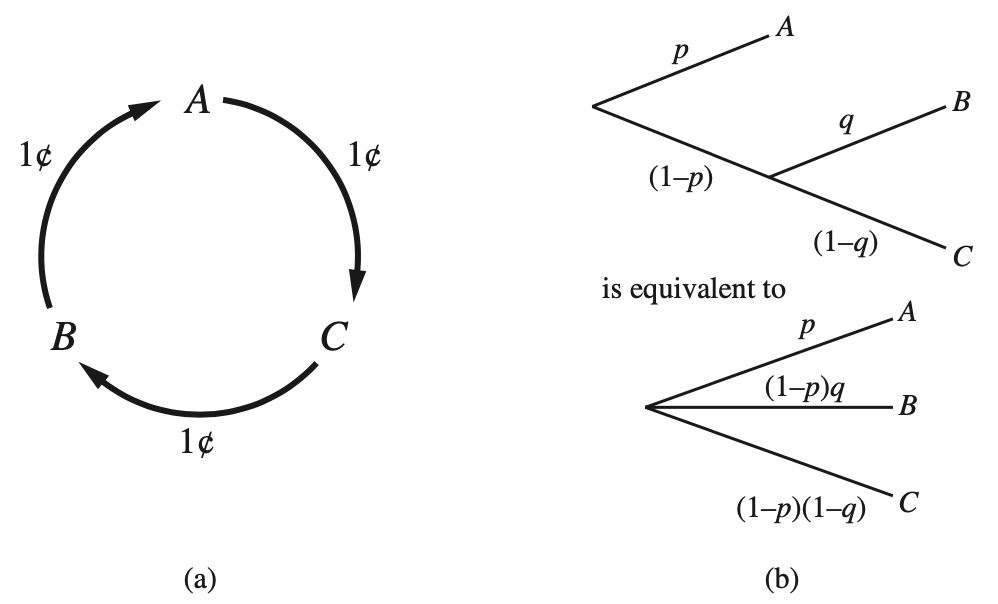 A
1¢
1¢
B
C
1¢
(a)
A
p
B
q
(1–p)
(1–q)
C
is equivalent to
A
p
(1–p)q
B
C
(1–p)(1–q)
(b)